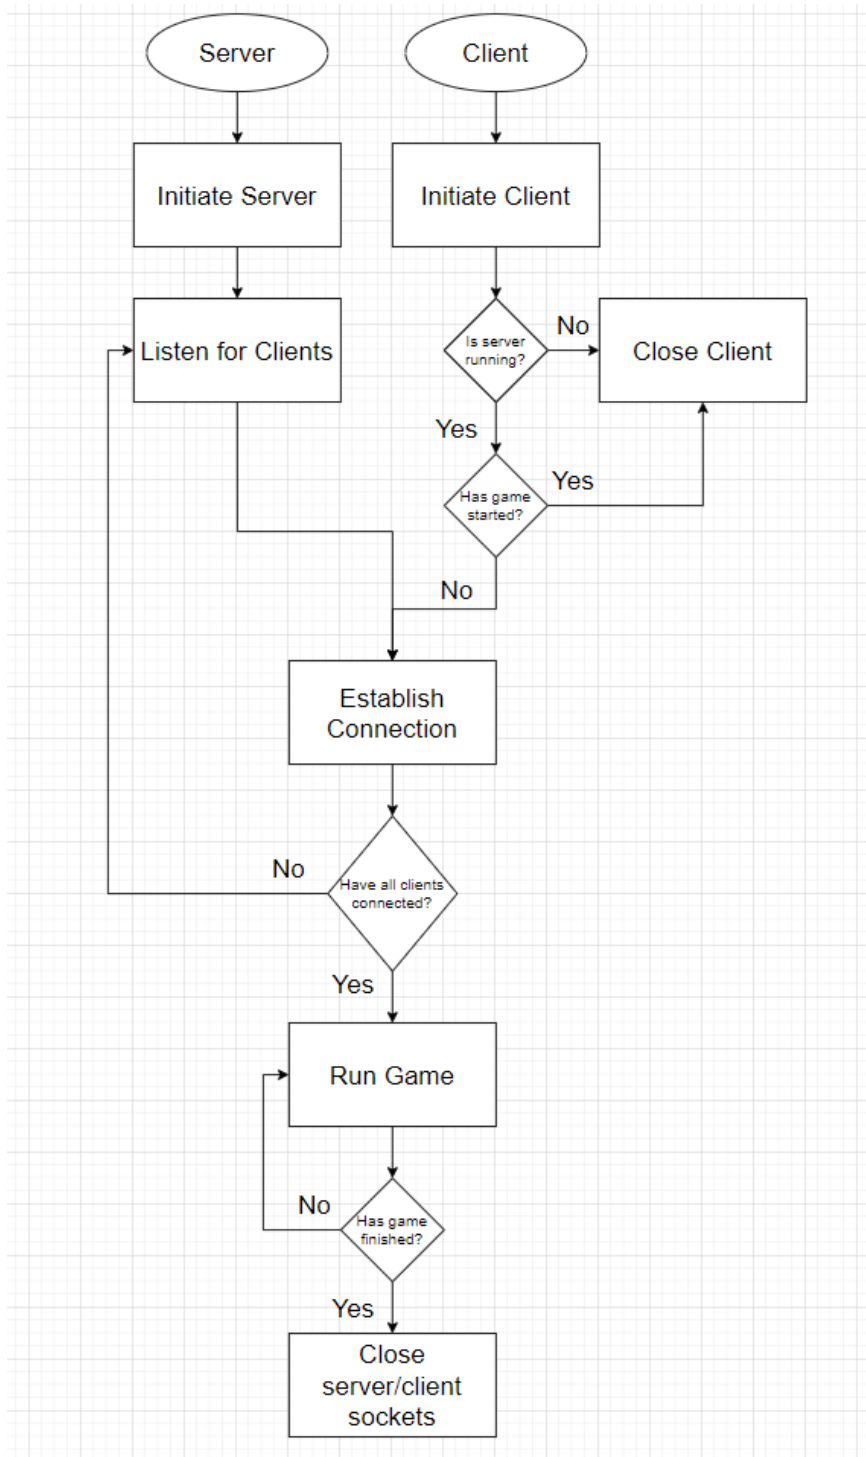 Server
Client
Initiate Server
Initiate Client
Listen for Clients
Is server
running?
No
Close Client
Yes
Has game
started?
Yes
No
Establish
Connection
No
Have all clients
connected?
Yes
Run Game
No
Has game
finished?
Yes
Close
server/client
sockets